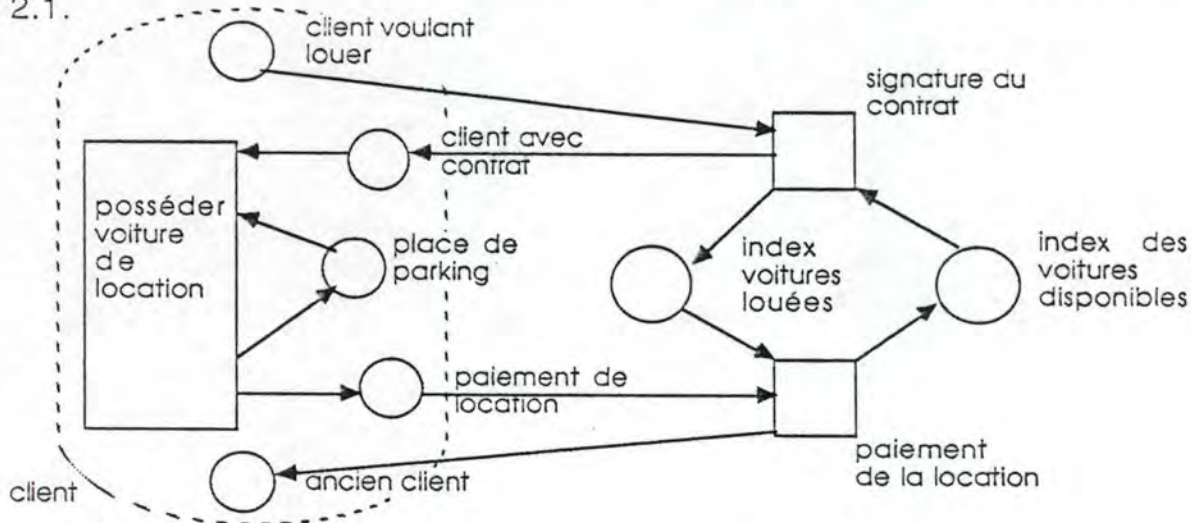 2.1.
client voulant
louer
signature du
contrat
client avec
contrat
posséder
voiture
de
location
place de
parking
index
voitures
louées
index des
voitures
disponibles
paiement de
location
paiement
de la location
ancien client
client